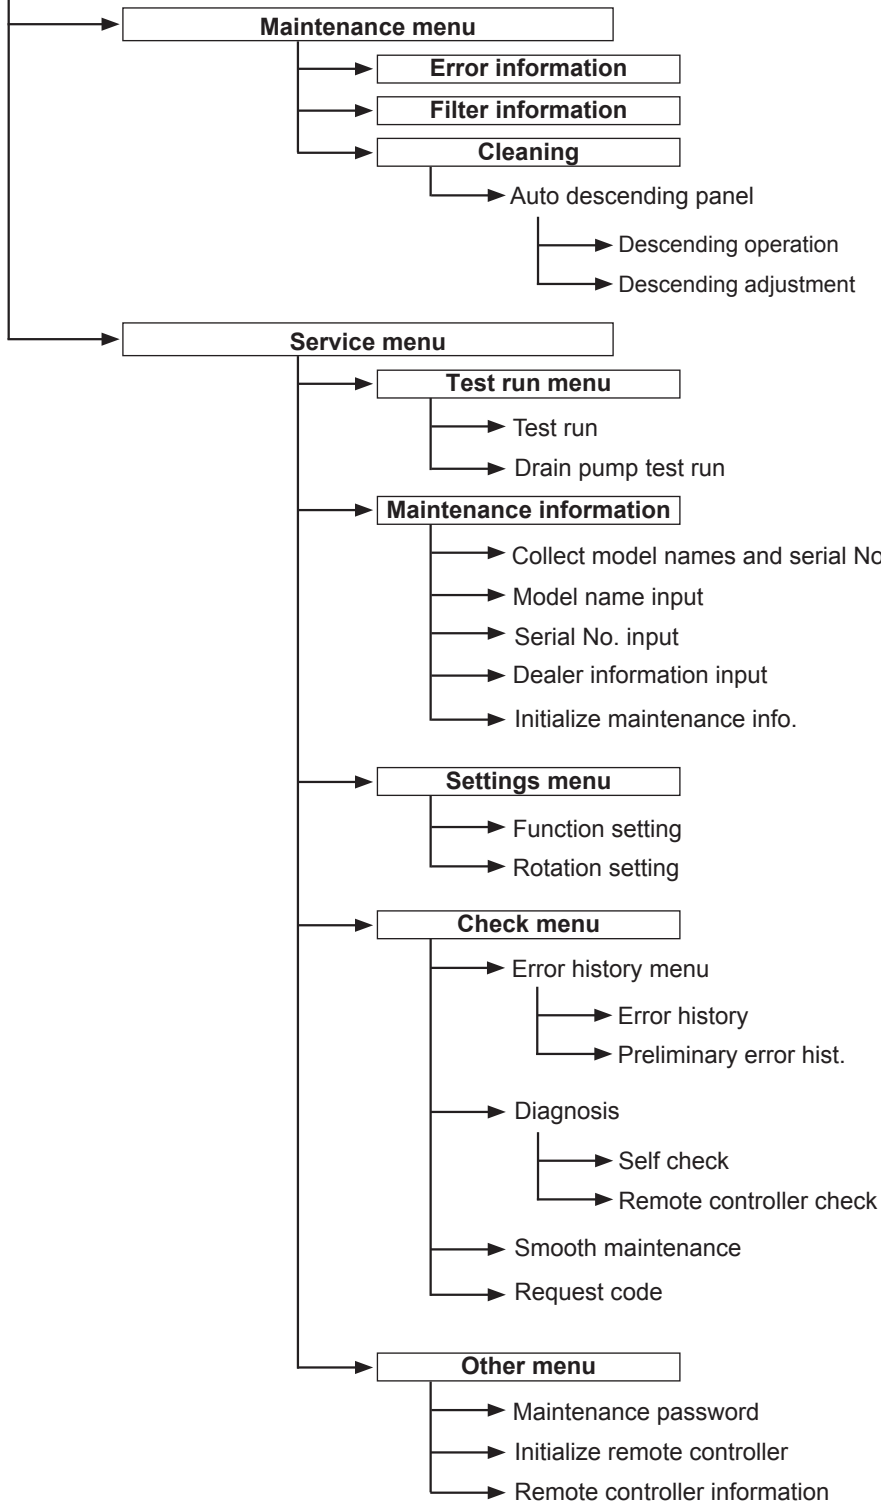 Maintenance menu
Error information
Filter information
Cleaning
Auto descending panel
Descending operation
Descending adjustment
Service menu
Test run menu
Test run
Drain pump test run
Maintenance information
Collect model names and serial No
Model name input
Serial No. input
Dealer information input
Initialize maintenance info.
Settings menu
Function setting
Rotation setting
Check menu
Error history menu
Error history
Preliminary error hist.
Diagnosis
Self check
Remote controller check
Smooth maintenance
Request code
Other menu
Maintenance password
Initialize remote controller
Remote controller information